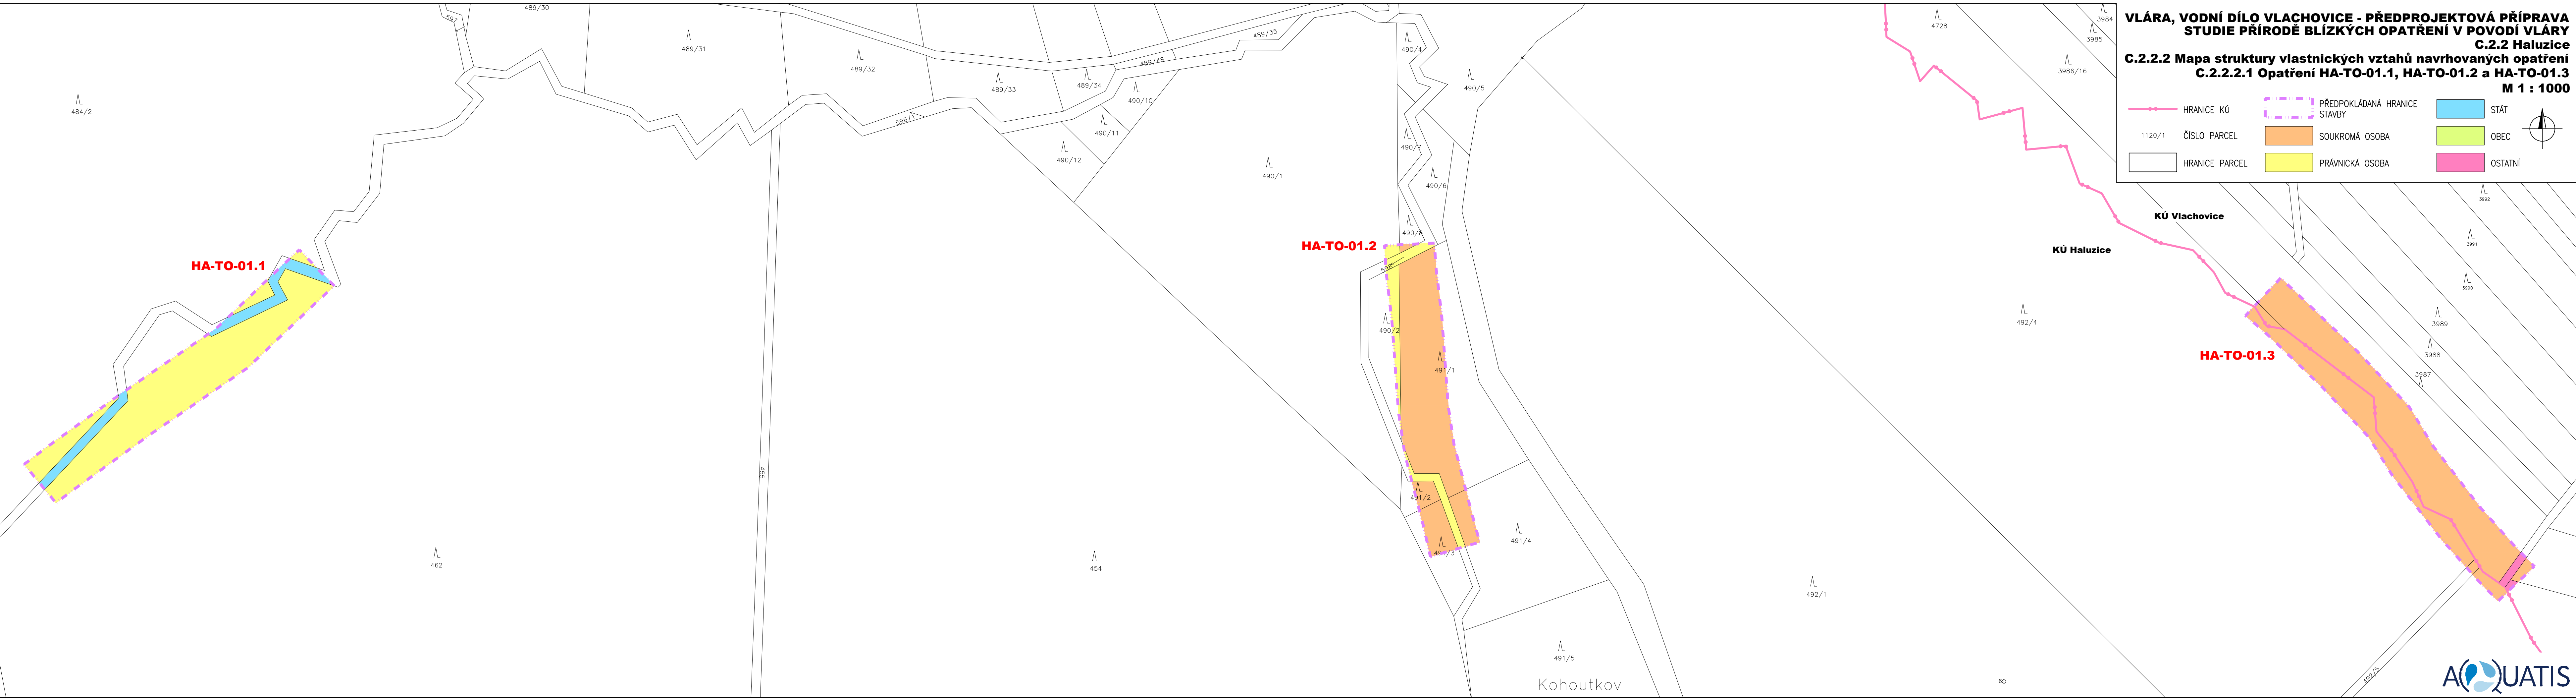 VLÁRA, VODNÍ DÍLO VLACHOVICE - PŘEDPROJEKTOVÁ PŘÍPRAVA
STUDIE PŘÍRODĚ BLÍZKÝCH OPATŘENÍ V POVODÍ VLÁRY
C.2.2 Haluzice
C.2.2.2 Mapa struktury vlastnických vztahů navrhovaných opatření
C.2.2.2.1 Opatření HA-TO-01.1, HA-TO-01.2 a HA-TO-01.3
M 1 : 1000
HRANICE KÚ
PŘEDPOKLÁDANÁ HRANICE
STAVBY
STÁT
1120/1
ČÍSLO PARCEL
SOUKROMÁ OSOBA
OBEC
HRANICE PARCEL
PRÁVNICKÁ OSOBA
OSTATNÍ
597
489/30
489/31
489/32
489/33
489/34
489/35
489/48
490/4
490/5
490/10
490/11
490/12
490/7
490/6
490/1
490/8
596/1
484/2
4728
3984
3985
3986/16
3992
3991
3990
3989
3988
3987
KÚ Vlachovice
KÚ Haluzice
HA-TO-01.1
HA-TO-01.2
HA-TO-01.3
490/2
491/1
491/2
491/3
491/4
491/5
492/4
492/1
492/5
455
462
454
68
Kohoutkov
AQUATIS